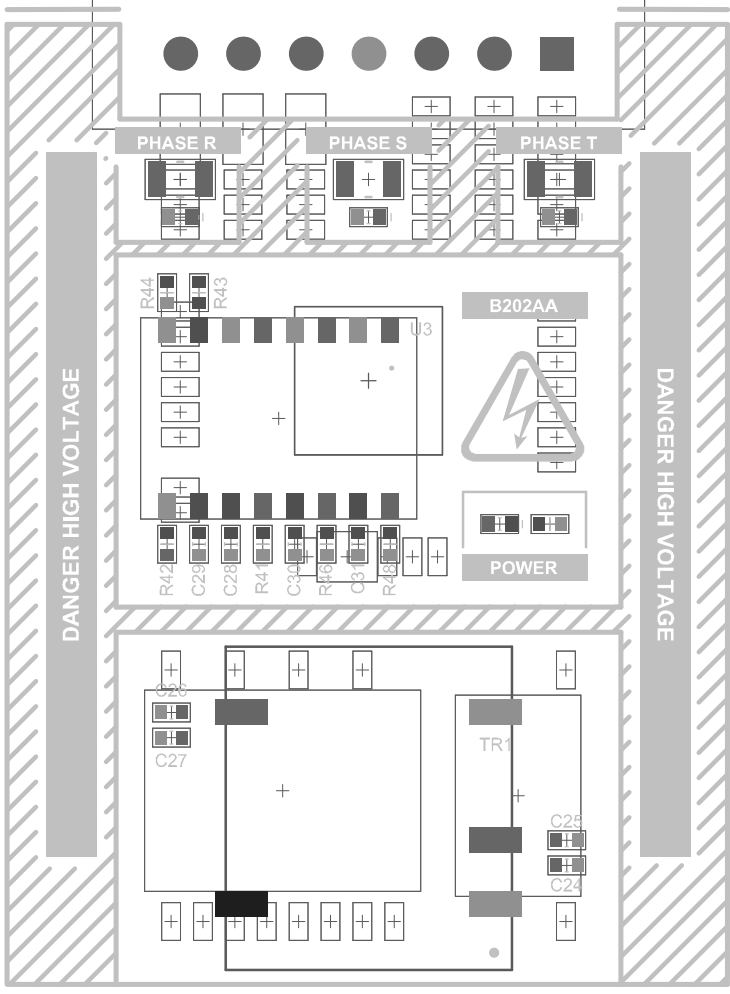 PHASE R
PHASE S
PHASE T
R44
R43
B202AA
U3
DANGER HIGH VOLTAGE
DANGER HIGH VOLTAGE
POWER
R42
C29
C28
R41
C30
R46
C31
R48
C26
TR1
C27
C25
C24